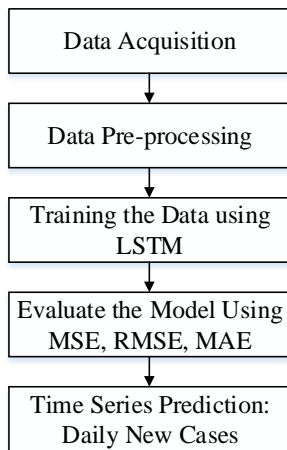 Data Acquisition
Data Pre-processing
Training the Data using
LSTM
Evaluate the Model Using
MSE, RMSE, MAE
Time Series Prediction:
Daily New Cases